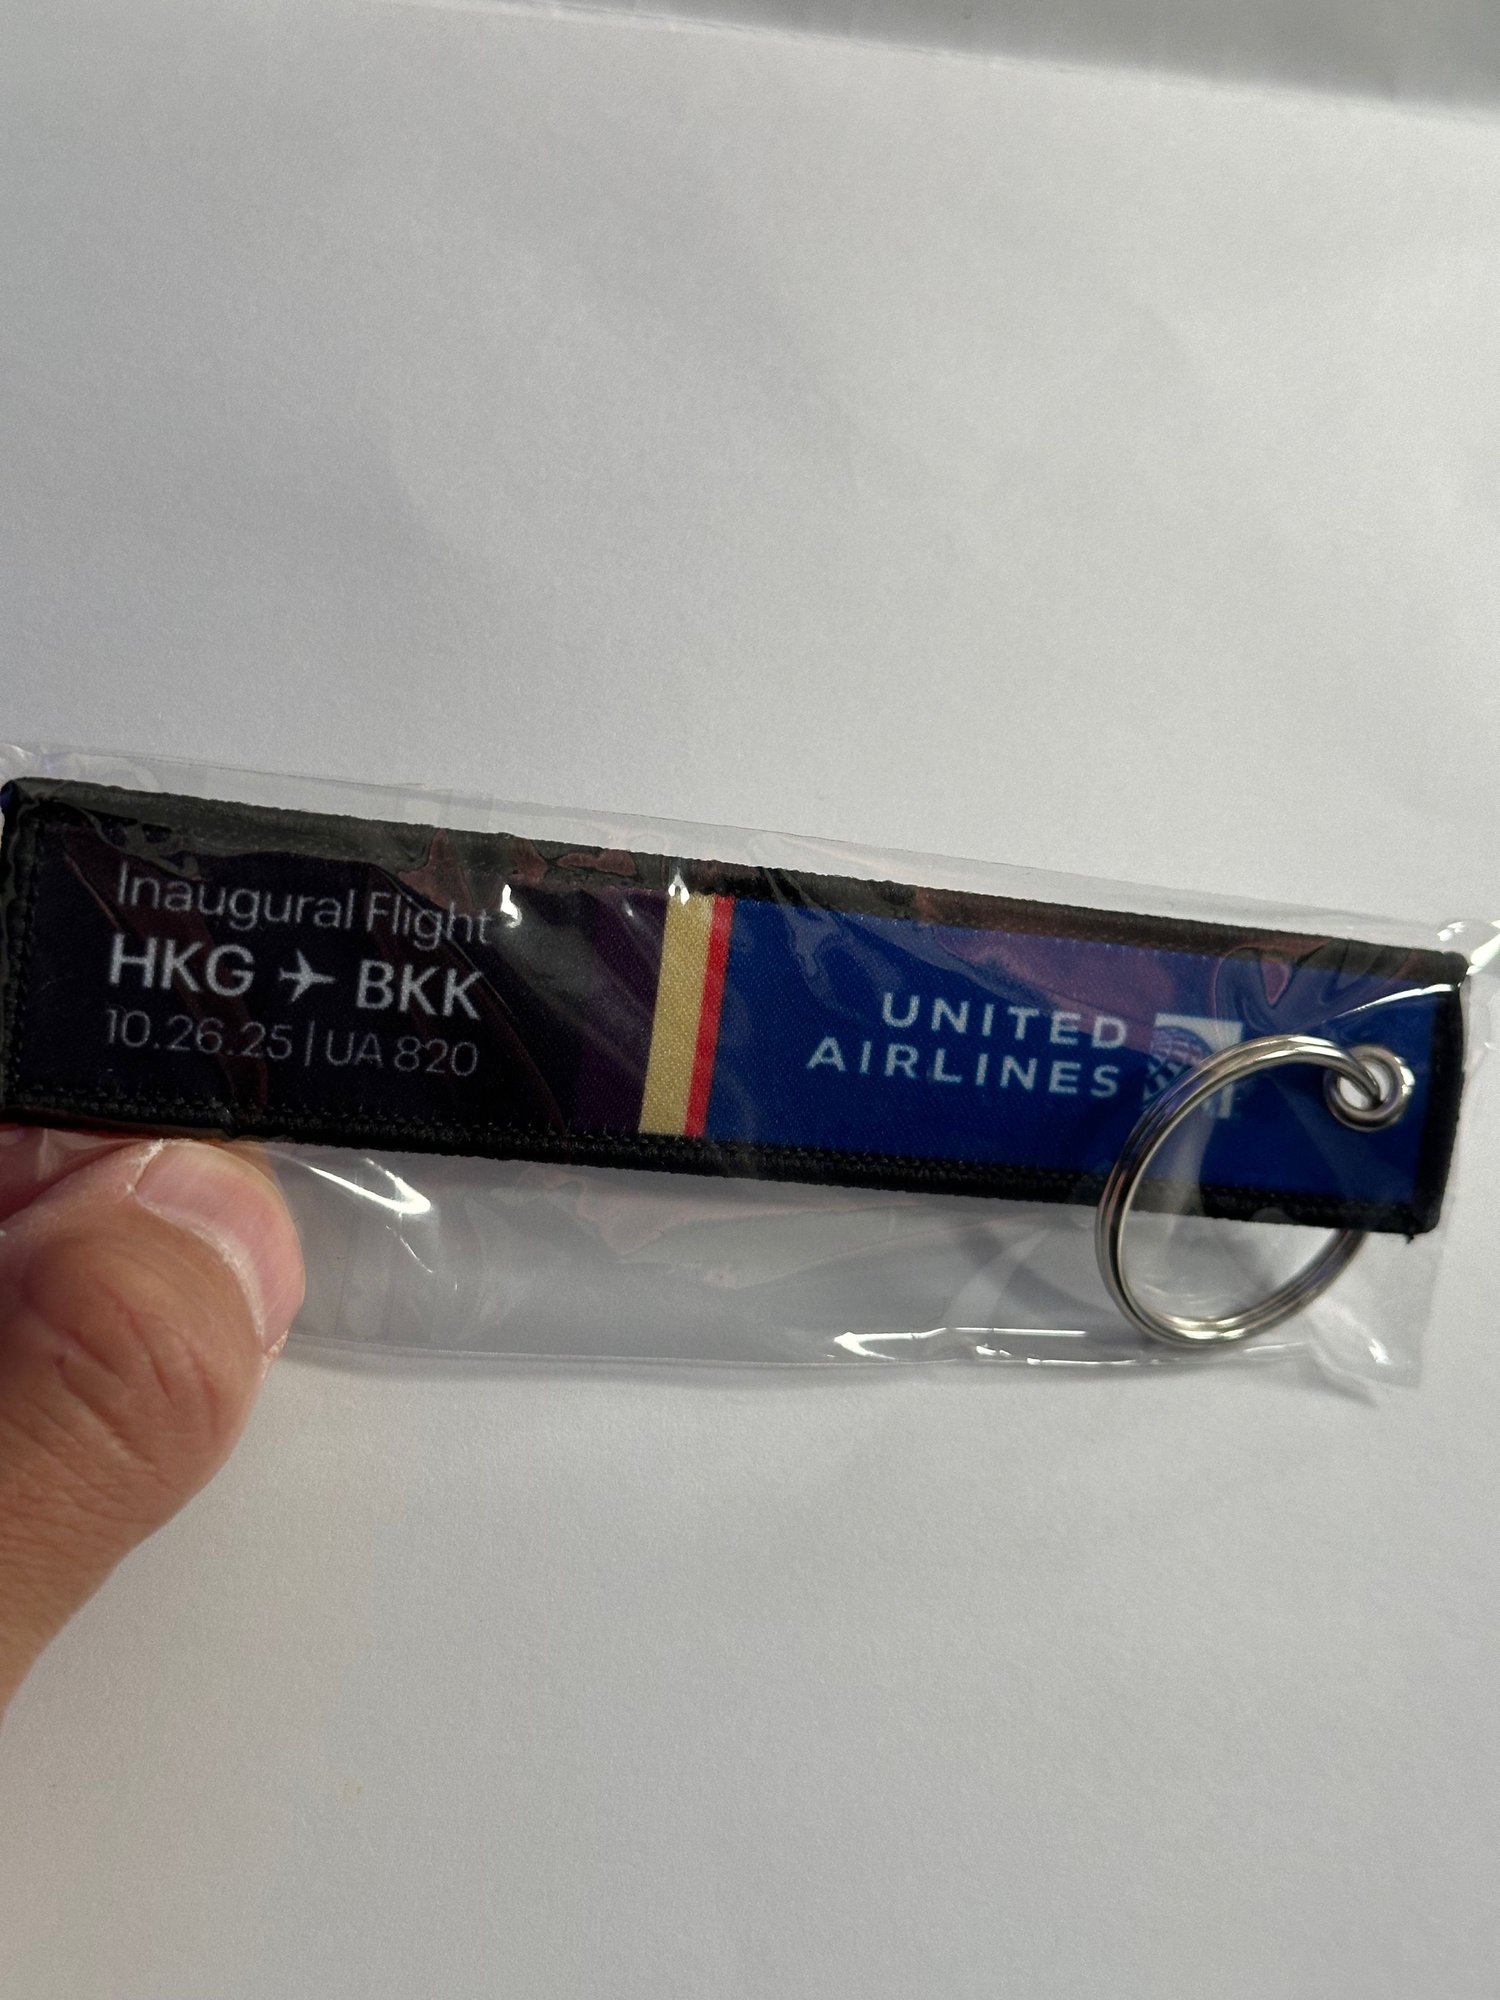 Inaugural Flight
HKG ✈ BKK
10.26.25 | UA 820
UNITED
AIRLINES